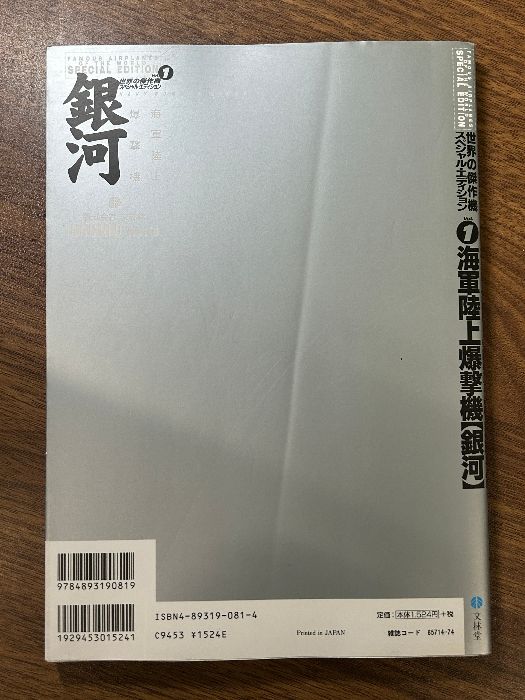 FAMOUS AIRPLANES
OF THE WORLD
SPECIAL EDITION
世界の傑作機
スペシャル・エディション
Vol. 1
銀河
海軍陸上
爆撃機
FAMOUS AIRPLANES
OF THE WORLD
SPECIAL EDITION
世界の傑作機
スペシャル・エディション
Vol. 1
海軍陸上爆撃機【銀河】
文林堂
9784893190819
1929453015241
ISBN4-89319-081-4
C9453 ¥1524E
定価:本体1,524円+税
Printed in JAPAN
雑誌コード 65714-74